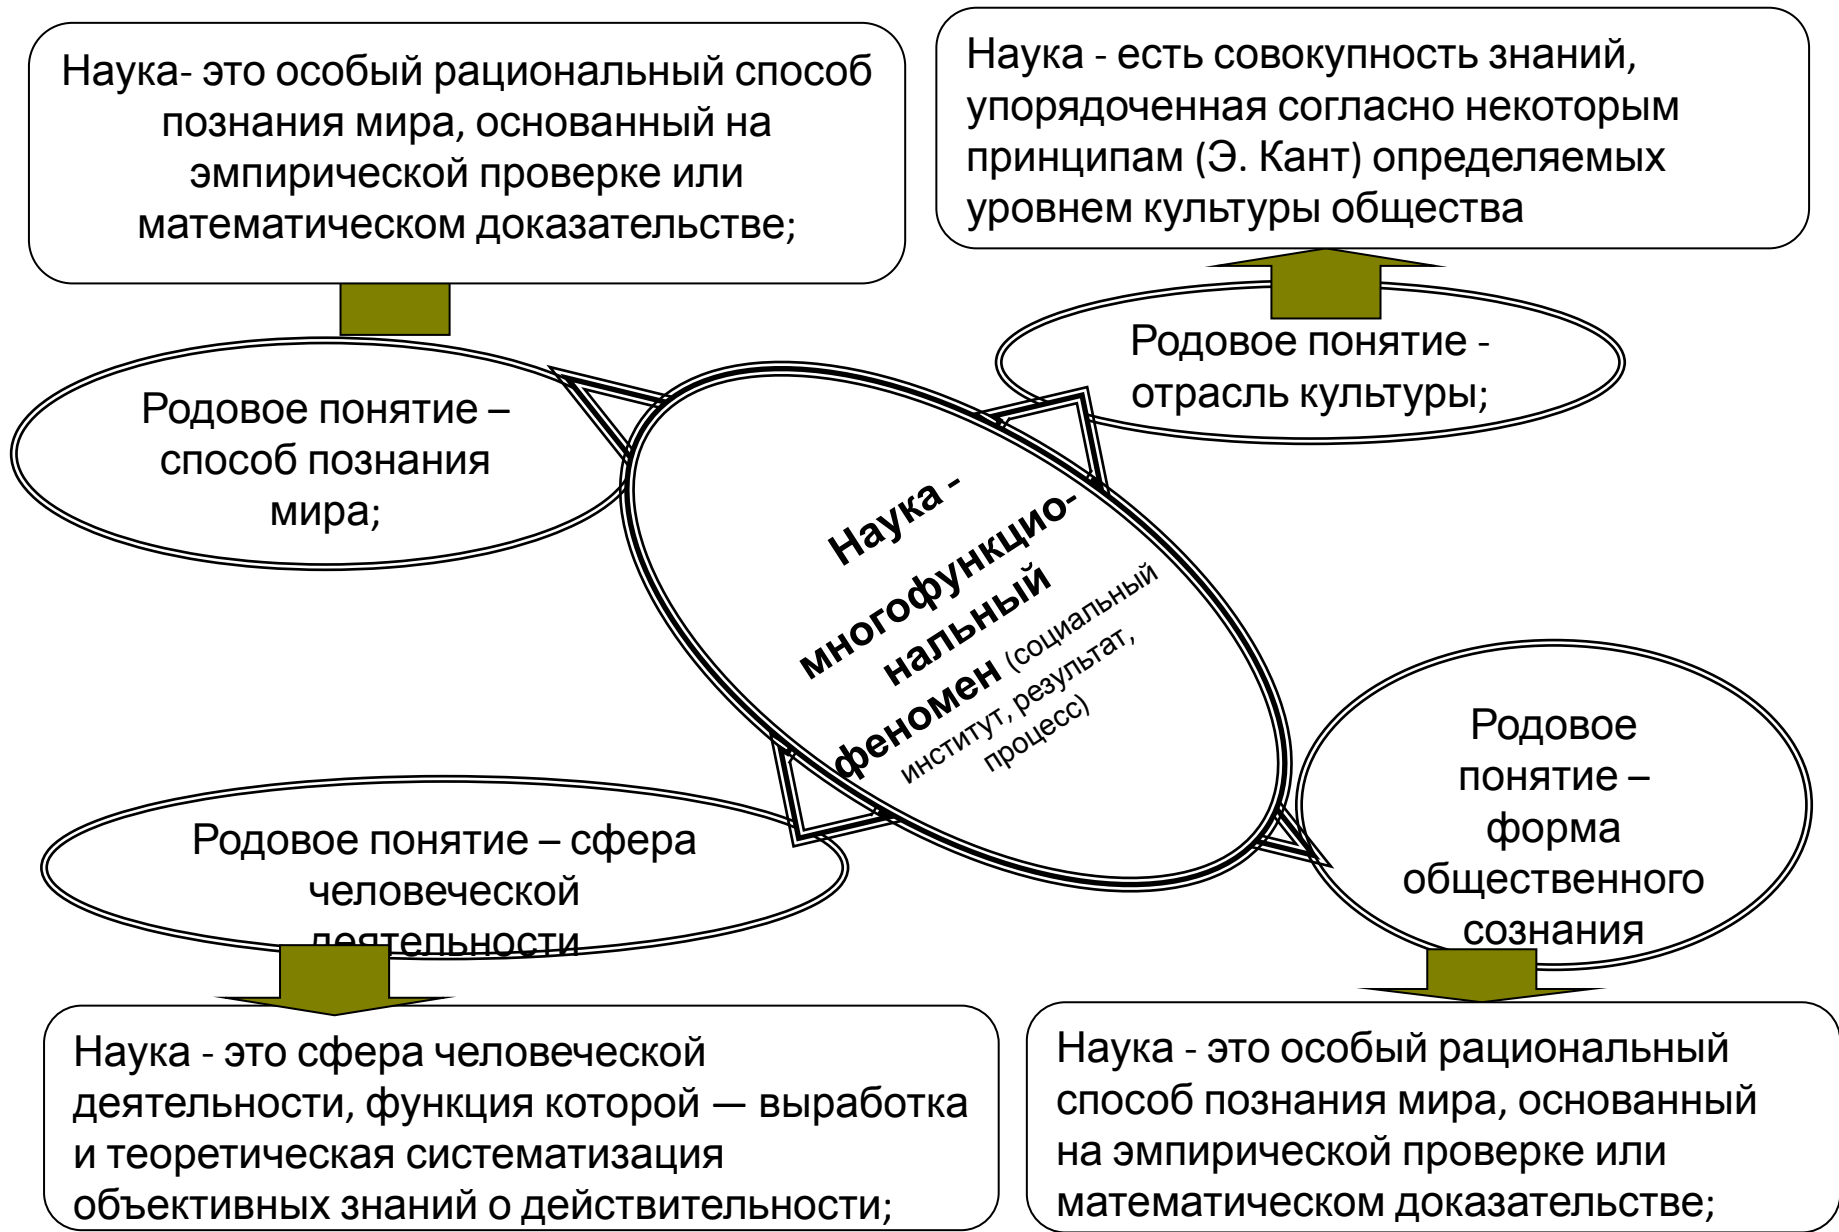 Наука- это особый рациональный способ
познания мира, основанный на
эмпирической проверке или
математическом доказательстве;
Наука - есть совокупность знаний,
упорядоченная согласно некоторым
принципам (Э. Кант) определяемых
уровнем культуры общества
Родовое понятие –
способ познания
мира;
Родовое понятие -
отрасль культуры;
Наука -
многофункцио-
нальный
феномен (социальный
институт, результат,
процесс)
Родовое понятие – сфера
человеческой
деятельности
Родовое
понятие –
форма
общественного
сознания
Наука - это сфера человеческой
деятельности, функция которой — выработка
и теоретическая систематизация
объективных знаний о действительности;
Наука - это особый рациональный
способ познания мира, основанный
на эмпирической проверке или
математическом доказательстве;